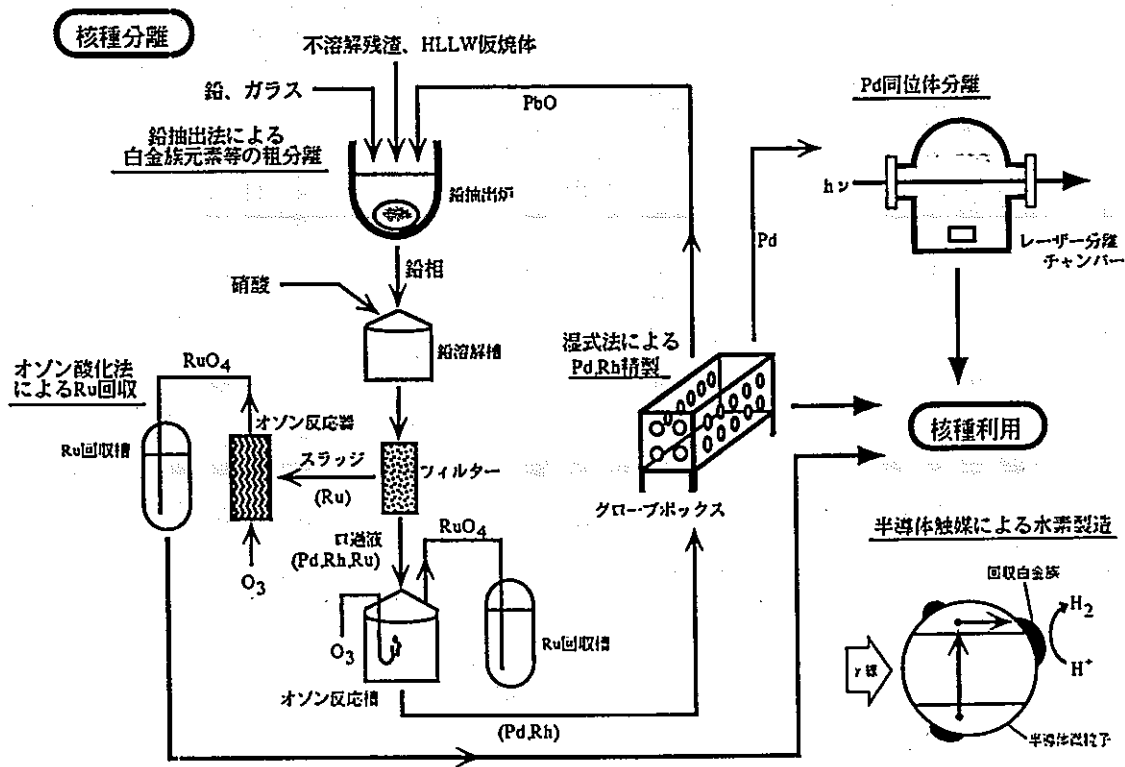 核種分離
不溶解残渣、HLLW仮焼体
鉛、ガラス
PbO
鉛抽出法による
白金族元素等の粗分離
鉛抽出炉
Pd同位体分離
hν
レーザー分離
チャンバー
Pd
鉛相
硝酸
鉛溶解槽
湿式法による
Pd,Rh精製
グローブボックス
オゾン酸化法
によるRu回収
RuO4
オゾン反応器
Ru回収槽
スラッジ
(Ru)
フィルター
O3
口過液
(Pd,Rh,Ru)
RuO4
O3
Ru回収槽
オゾン反応槽
(Pd,Rh)
核種利用
半導体触媒による水素製造
回収白金族
H2
H+
γ線
半導体微粒子